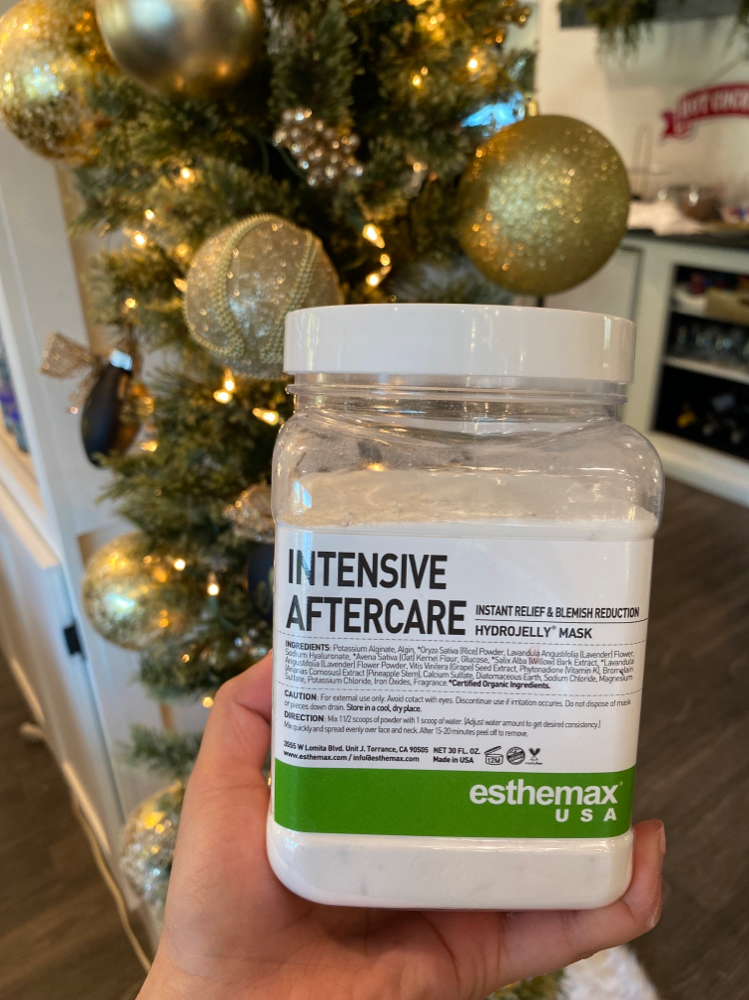 INTENSIVE
AFTERCARE INSTANT RELIEF & BLEMISH REDUCTION
HYDROJELLY® MASK
INGREDIENTS: Potassium Alginate, Algin, *Oryza Sativa (Rice) Powder, Lavandula Angustifolia (Lavender) Flower,
Sodium Hyaluronate, *Avena Sativa (Oat) Kernel Flour, Glucose, *Salix Alba (Willow) Bark Extract, *Lavandula
Angustifolia (Lavender) Flower Powder, Vitis Vinifera (Grape) Seed Extract, Phytonadione (Vitamin K), Bromelain
(Ananas Comosus) Extract (Pineapple Stem), Calcium Sulfate, Diatomaceous Earth, Sodium Chloride, Magnesium
Sulfate, Potassium Chloride, Iron Oxides, Fragrance. *Certified Organic Ingredients.
CAUTION: For external use only. Avoid cotact with eyes. Discontinue use if irritation occures. Do not dispose of mask
or pieces down drain. Store in a cool, dry place.
DIRECTION: Mix 1 1/2 scoops of powder with 1 scoop of water. (Adjust water amount to get desired consistency.)
Mix quickly and spread evenly over face and neck. After 15-20 minutes peel off to remove.
3555 W Lomita Blvd. Unit J. Torrance, CA 90505 NET 30 FL. OZ.
www.esthemax.com / info@esthemax.com Made in USA 12M
esthemax®
USA